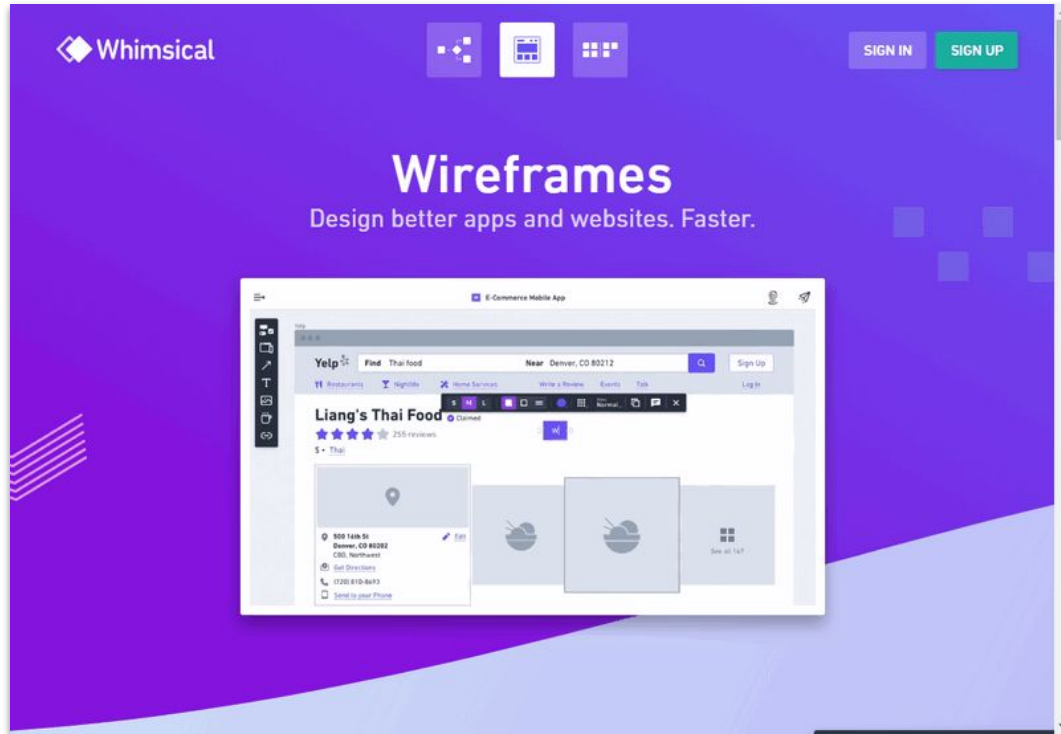 Whimsical
SIGN IN
SIGN UP
Wireframes
Design better apps and websites. Faster.
E-Commerce Mobile App
Yelp
Yelp
Find Thai food
Near Denver, CO 80212
Sign Up
Restaurants
Nightlife
Home Services
Write a Review
Events
Talk
Log In
S M L
Normal
Liang's Thai Food
Claimed
W
255 reviews
$ • Thai
500 16th St
Edit
Denver, CO 80202
CBD, Northwest
Get Directions
(720) 810-8693
Send to your Phone
See all 167